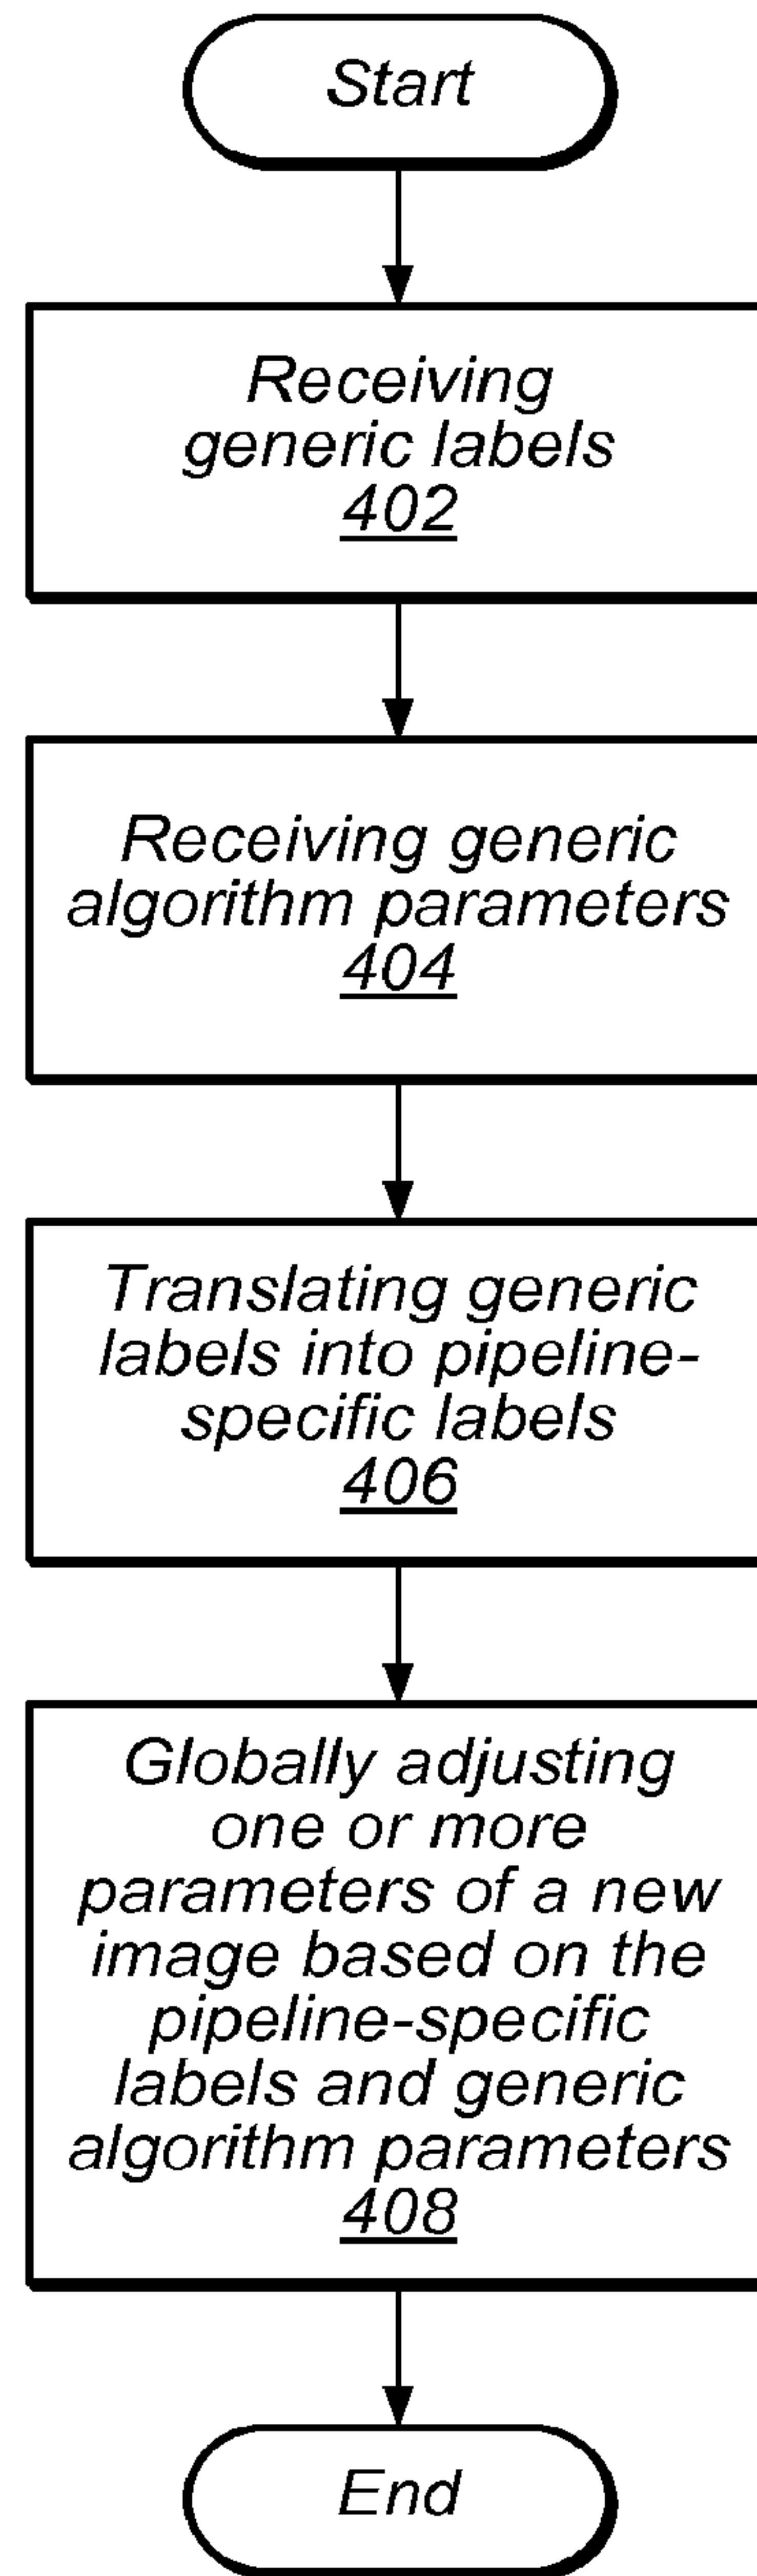 Start
Receiving
generic labels
402
Receiving generic
algorithm parameters
404
Translating generic
labels into pipeline-
specific labels
406
Globally adjusting
one or more
parameters of a new
image based on the
pipeline-specific
labels and generic
algorithm parameters
408
End